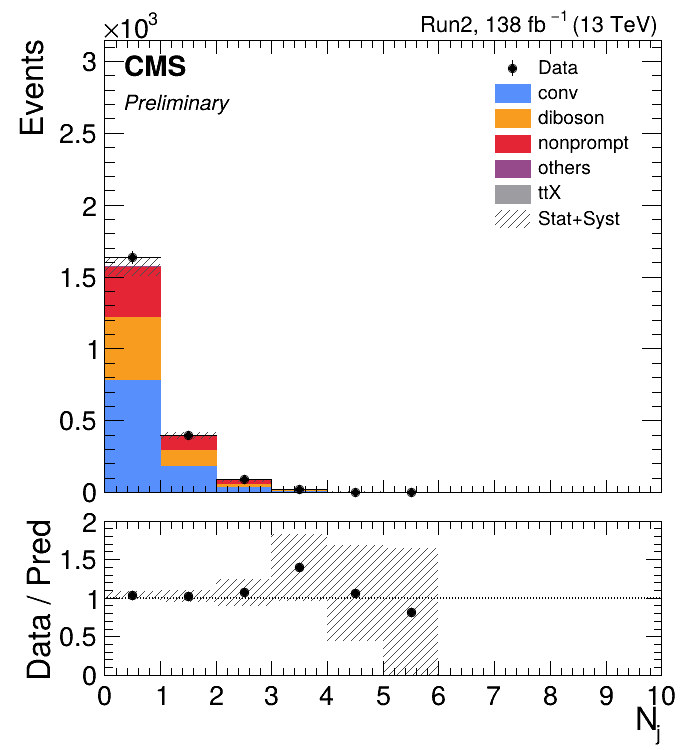 ×10³
Run2, 138 fb⁻¹ (13 TeV)
Events
CMS
Preliminary
Data
conv
diboson
nonprompt
others
ttX
Stat+Syst
3
2.5
2
1.5
1
0.5
0
Data / Pred
2
1.5
1
0.5
0
0 1 2 3 4 5 6 7 8 9 10
Nⱼ